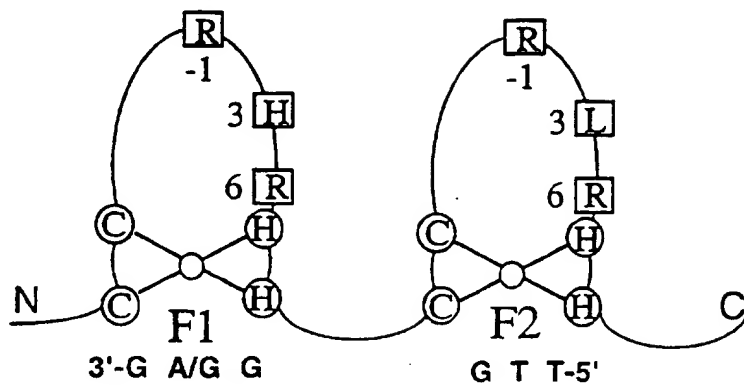 R R
-1 -1
3 H 3 L
6 R 6 R
C H C H
C H C H
N F1 F2 C
3'-G A/G G G T T-5'